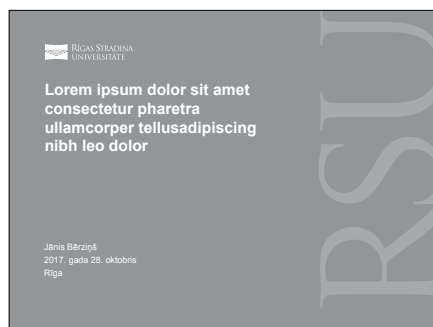 RĪGAS STRADIŅA
UNIVERSITĀTE
Lorem ipsum dolor sit amet
consectetur pharetra
ullamcorper tellusadipiscing
nibh leo dolor
Jānis Bērziņš
2017. gada 28. oktobris
Rīga
RSU